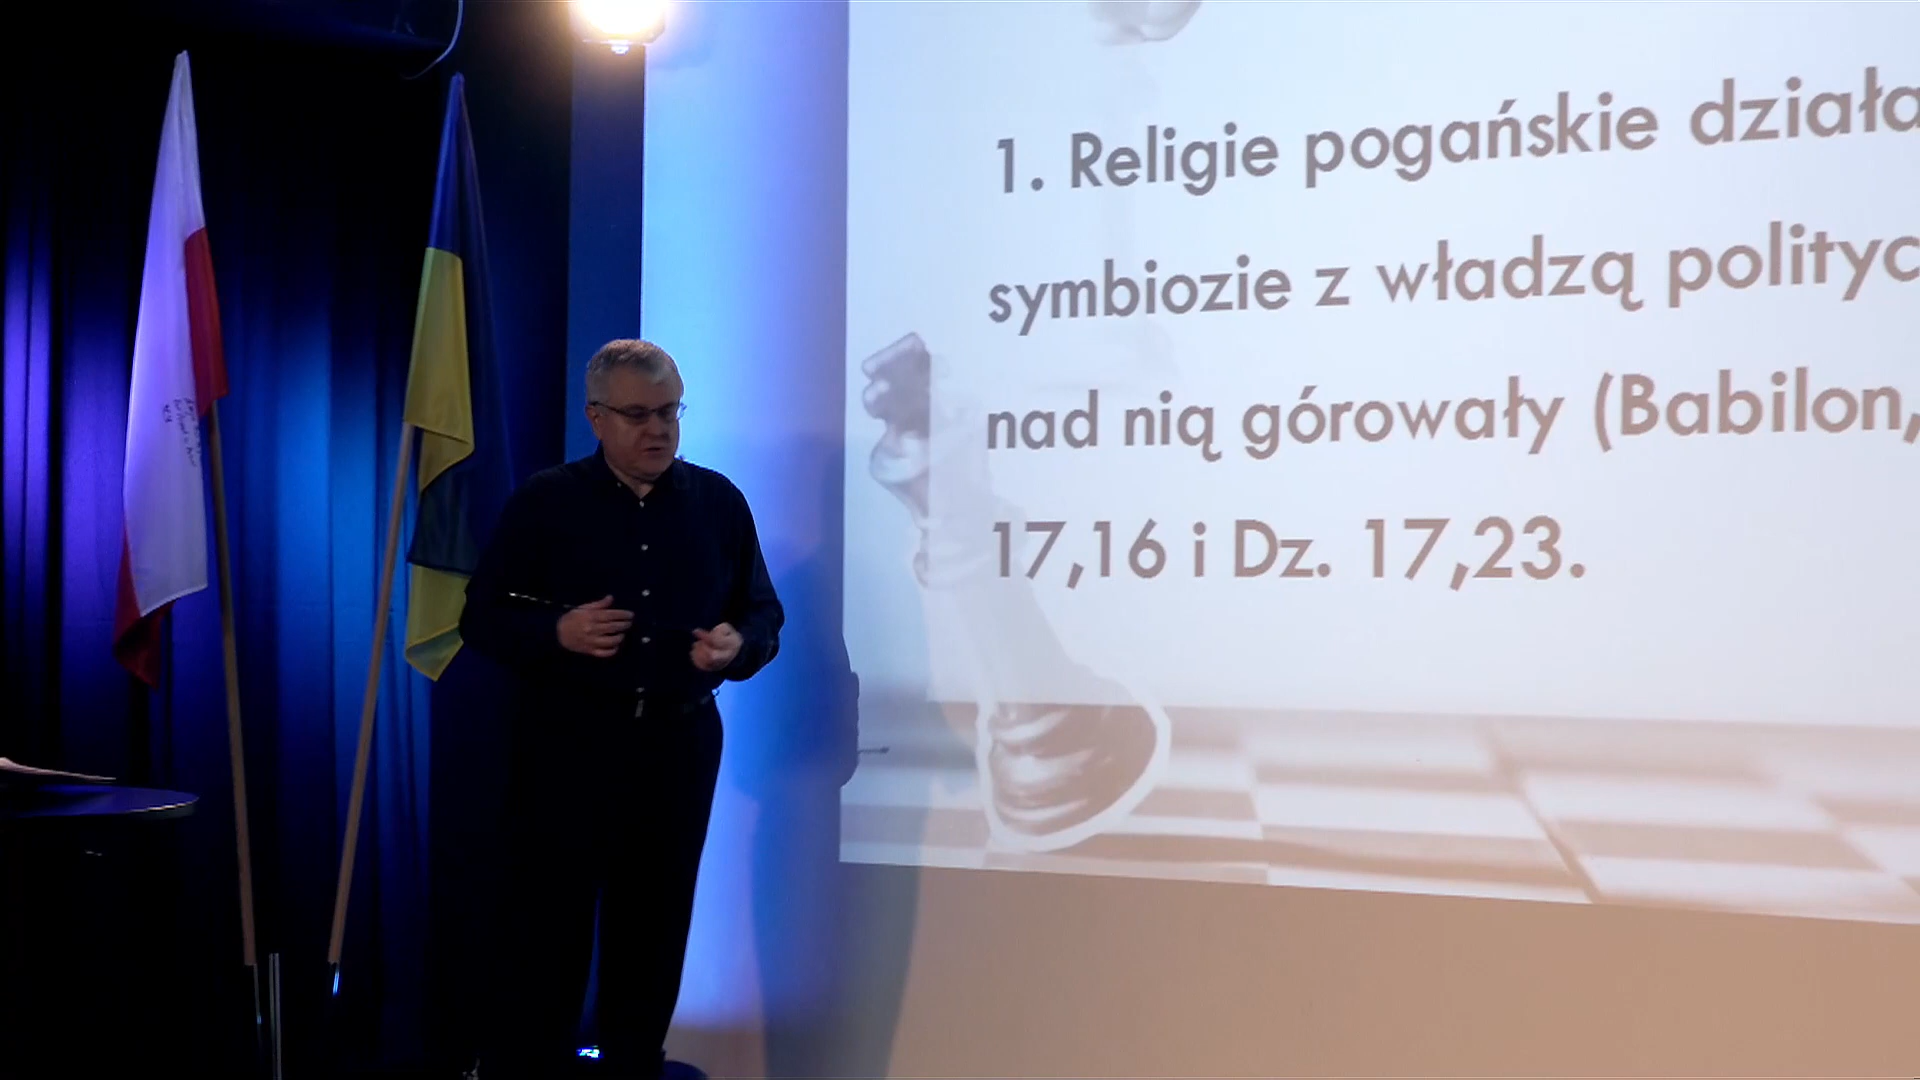 1. Religie pogańskie działa
symbiozie z władzą polityc
nad nią górowały (Babilon,
17,16 i Dz. 17,23.